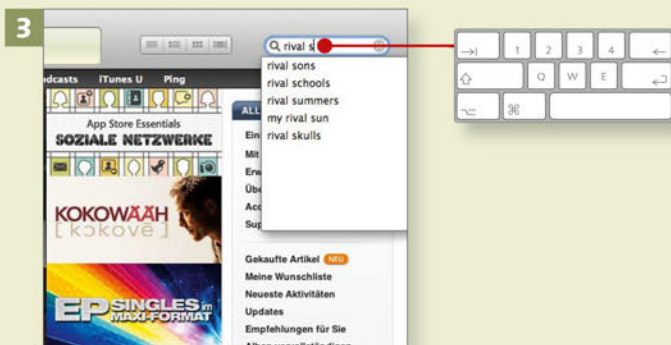 3
rival s
1 2 3 4
Q W E
rival sons
rival schools
rival summers
my rival sun
rival skulls
dcasts iTunes U Ping
App Store Essentials
SOZIALE NETZWERKE
KOKOWÄÄH
[kɔkovɛ̃]
EP SINGLES im
MAXI-FORMAT
ALL
Ein
Mit
Erw
Übe
Acc
Sup
Gekaufte Artikel NEU
Meine Wunschliste
Neueste Aktivitäten
Updates
Empfehlungen für Sie